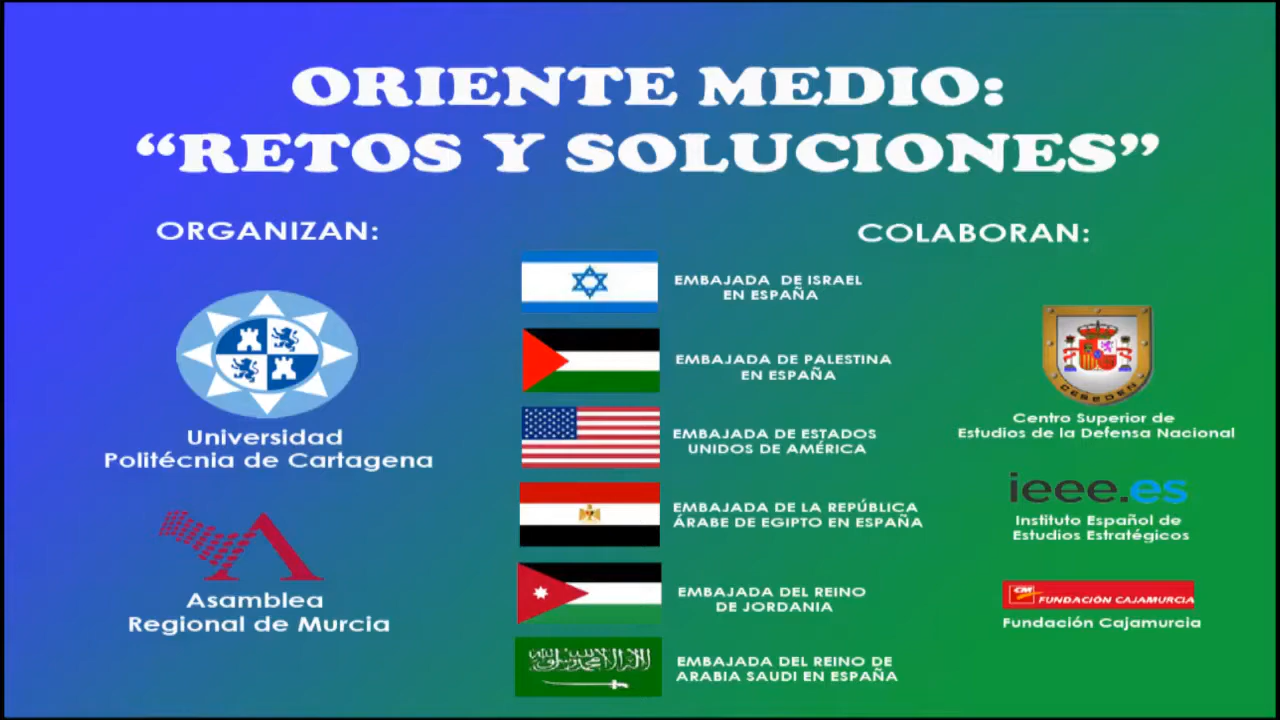 ORIENTE MEDIO:
“RETOS Y SOLUCIONES”
ORGANIZAN:
Universidad
Politécnia de Cartagena
Asamblea
Regional de Murcia
COLABORAN:
EMBAJADA DE ISRAEL
EN ESPAÑA
EMBAJADA DE PALESTINA
EN ESPAÑA
EMBAJADA DE ESTADOS
UNIDOS DE AMÉRICA
EMBAJADA DE LA REPÚBLICA
ÁRABE DE EGIPTO EN ESPAÑA
EMBAJADA DEL REINO
DE JORDANIA
EMBAJADA DEL REINO DE
ARABIA SAUDI EN ESPAÑA
CESEDEN
Centro Superior de
Estudios de la Defensa Nacional
ieee.es
Instituto Español de
Estudios Estratégicos
CM FUNDACIÓN CAJAMURCIA
Fundación Cajamurcia